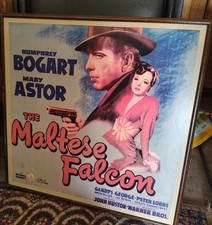 HUMPHREY
BOGART
MARY
ASTOR
THE
Maltese
Falcon
GLADYS GEORGE · PETER LORRE
JOHN HUSTON · WARNER BROS.